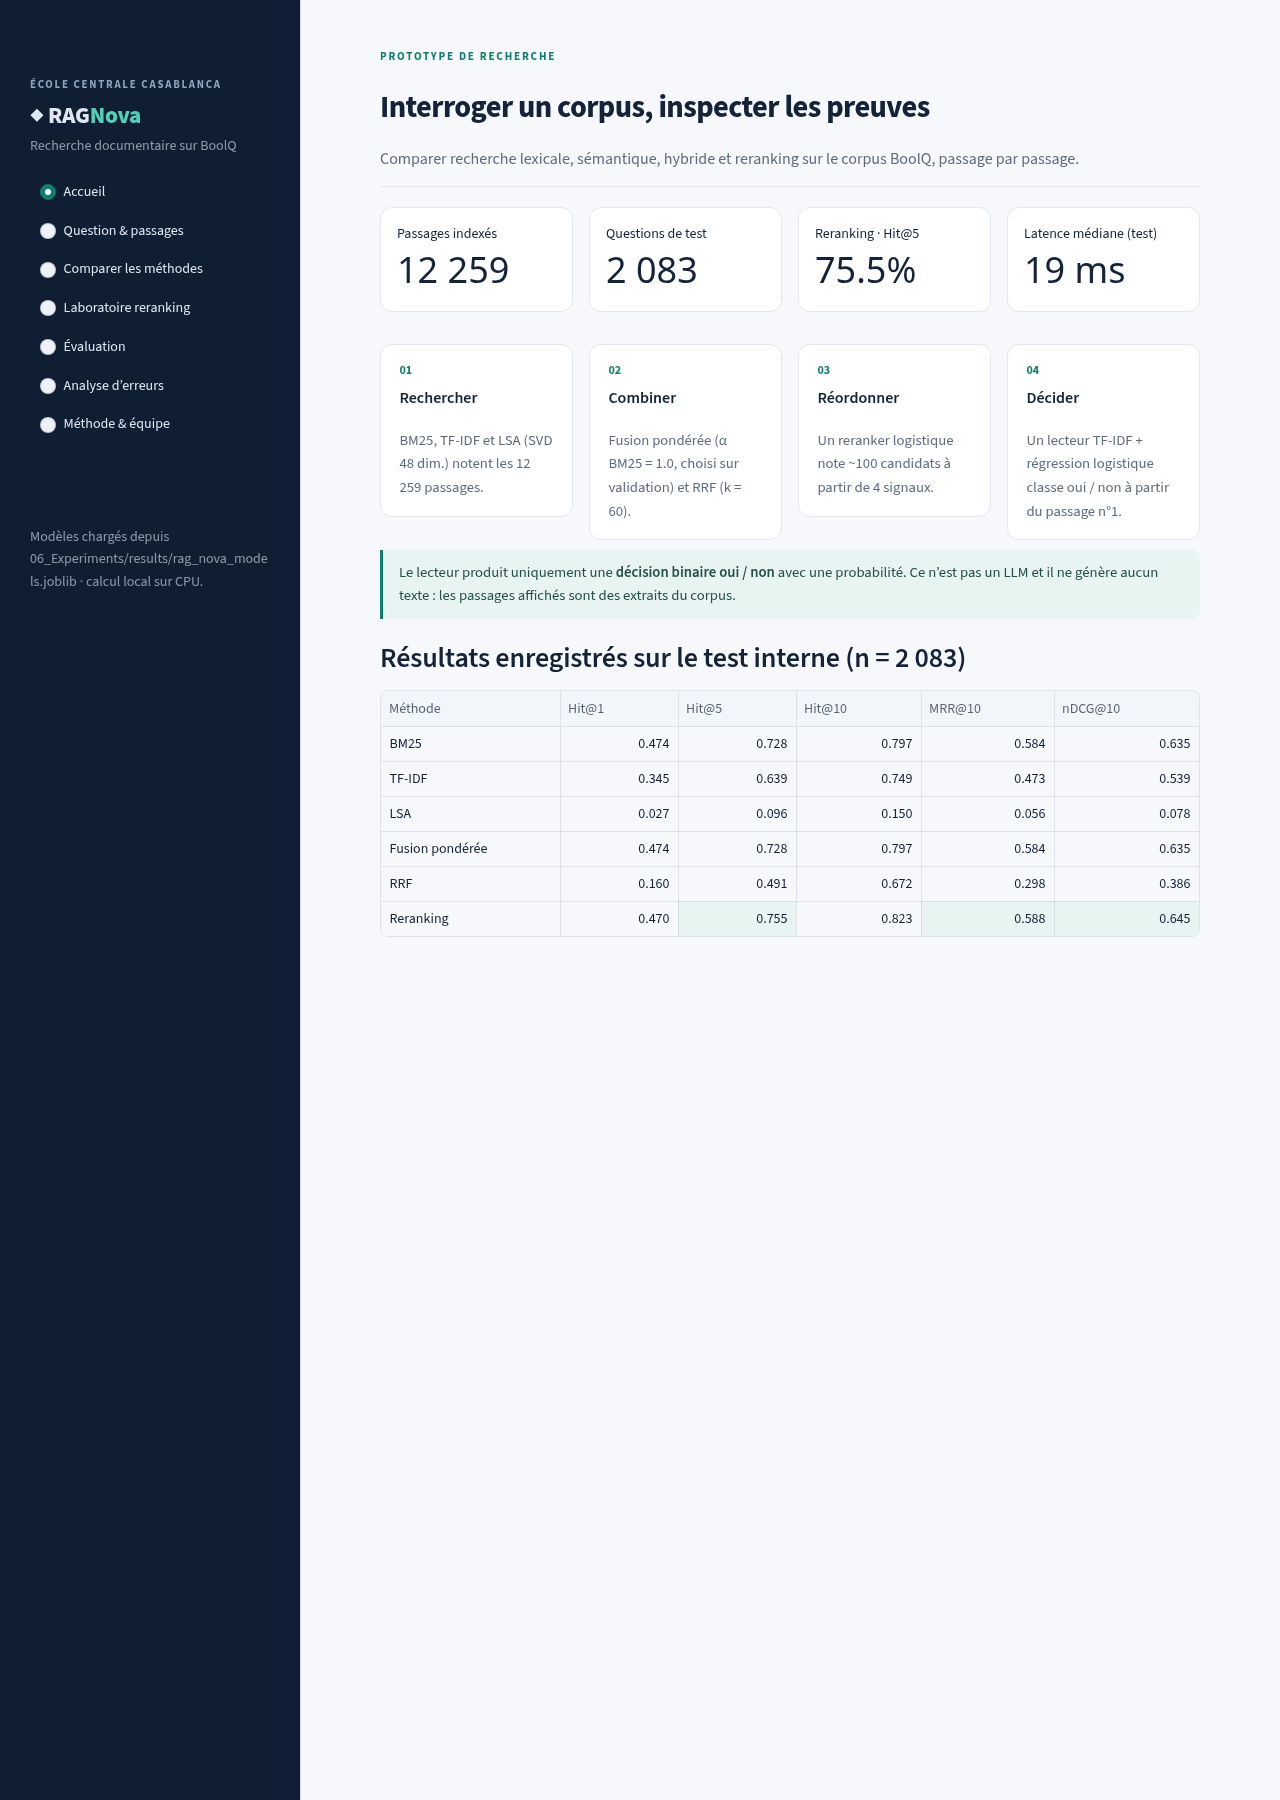 ÉCOLE CENTRALE CASABLANCA
◆ RAGNova
Recherche documentaire sur BoolQ
Accueil
Question & passages
Comparer les méthodes
Laboratoire reranking
Évaluation
Analyse d’erreurs
Méthode & équipe
Modèles chargés depuis
06_Experiments/results/rag_nova_mode
ls.joblib · calcul local sur CPU.
PROTOTYPE DE RECHERCHE
Interroger un corpus, inspecter les preuves
Comparer recherche lexicale, sémantique, hybride et reranking sur le corpus BoolQ, passage par passage.
Passages indexés
12 259
Questions de test
2 083
Reranking · Hit@5
75.5%
Latence médiane (test)
19 ms
01
Rechercher
BM25, TF-IDF et LSA (SVD
48 dim.) notent les 12
259 passages.
02
Combiner
Fusion pondérée (α
BM25 = 1.0, choisi sur
validation) et RRF (k =
60).
03
Réordonner
Un reranker logistique
note ~100 candidats à
partir de 4 signaux.
04
Décider
Un lecteur TF-IDF +
régression logistique
classe oui / non à partir
du passage n°1.
Le lecteur produit uniquement une décision binaire oui / non avec une probabilité. Ce n’est pas un LLM et il ne génère aucun
texte : les passages affichés sont des extraits du corpus.
Résultats enregistrés sur le test interne (n = 2 083)
Méthode Hit@1 Hit@5 Hit@10 MRR@10 nDCG@10
BM25 0.474 0.728 0.797 0.584 0.635
TF-IDF 0.345 0.639 0.749 0.473 0.539
LSA 0.027 0.096 0.150 0.056 0.078
Fusion pondérée 0.474 0.728 0.797 0.584 0.635
RRF 0.160 0.491 0.672 0.298 0.386
Reranking 0.470 0.755 0.823 0.588 0.645